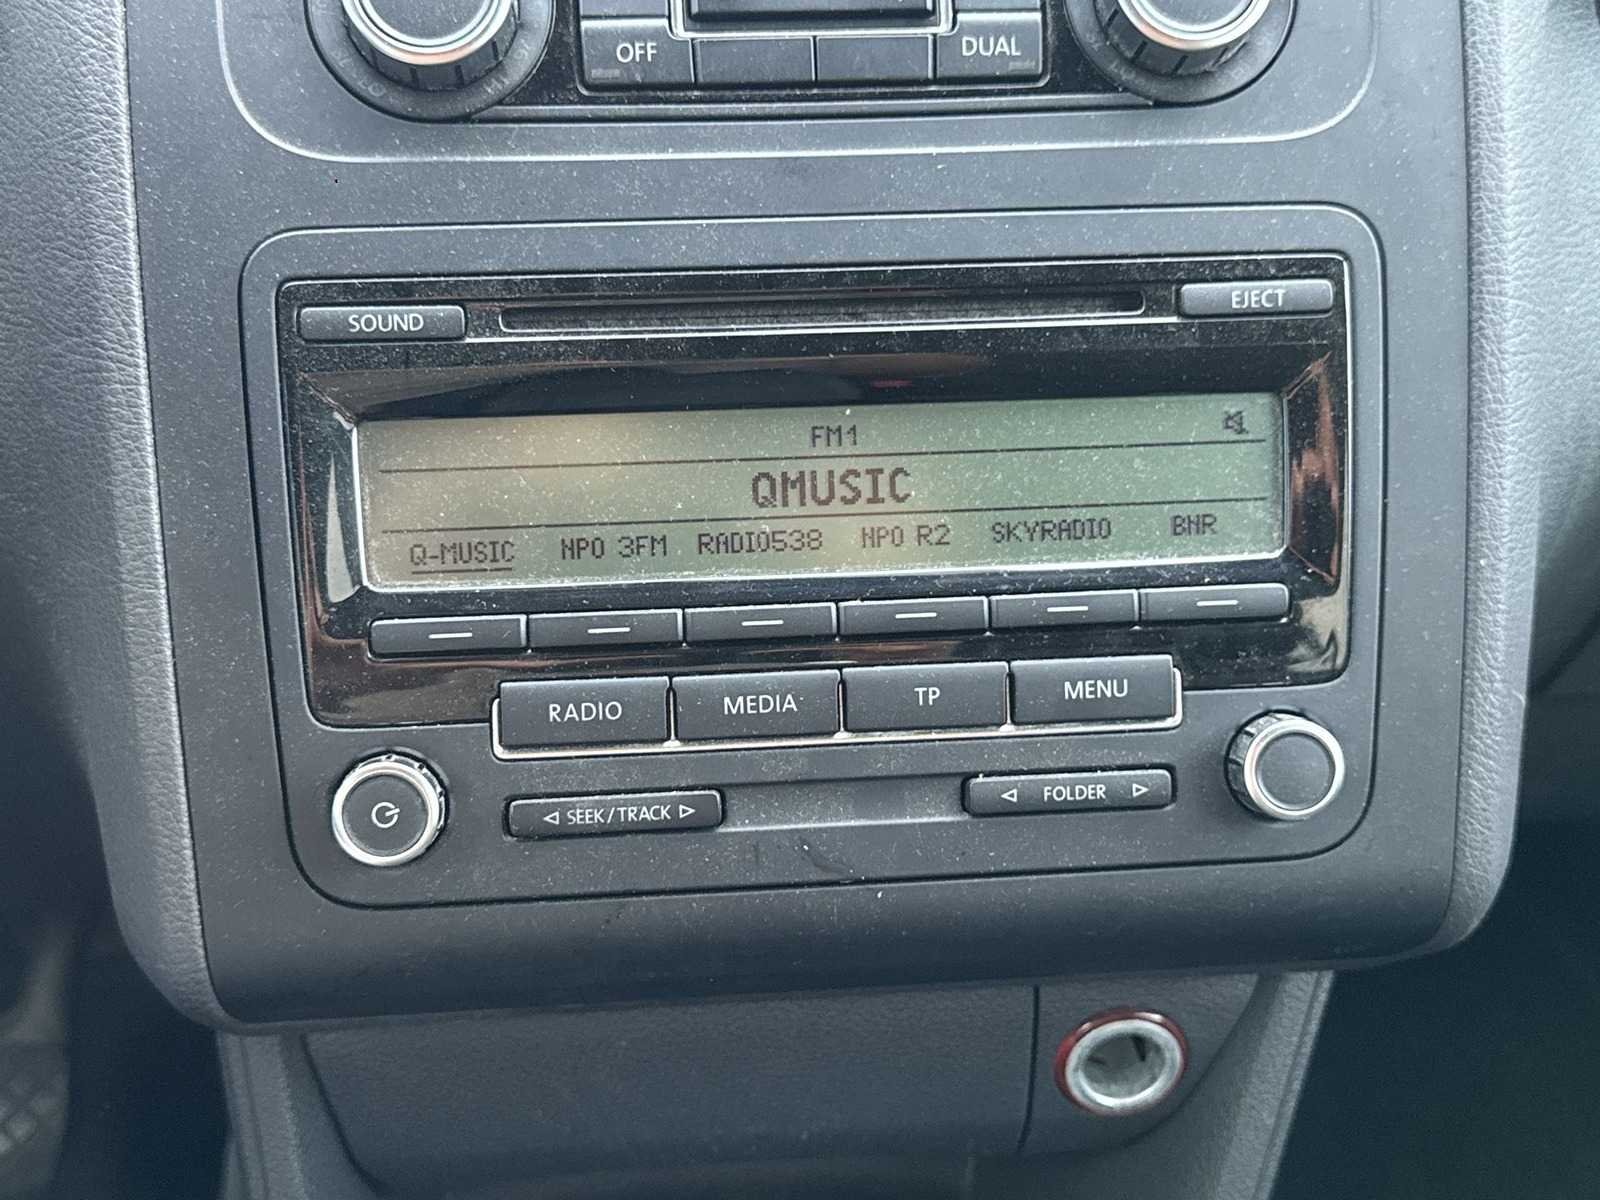 OFF DUAL
SOUND EJECT
FM1
QMUSIC
Q-MUSIC NPO 3FM RADIO538 NPO R2 SKYRADIO BNR
RADIO MEDIA TP MENU
SEEK/TRACK FOLDER